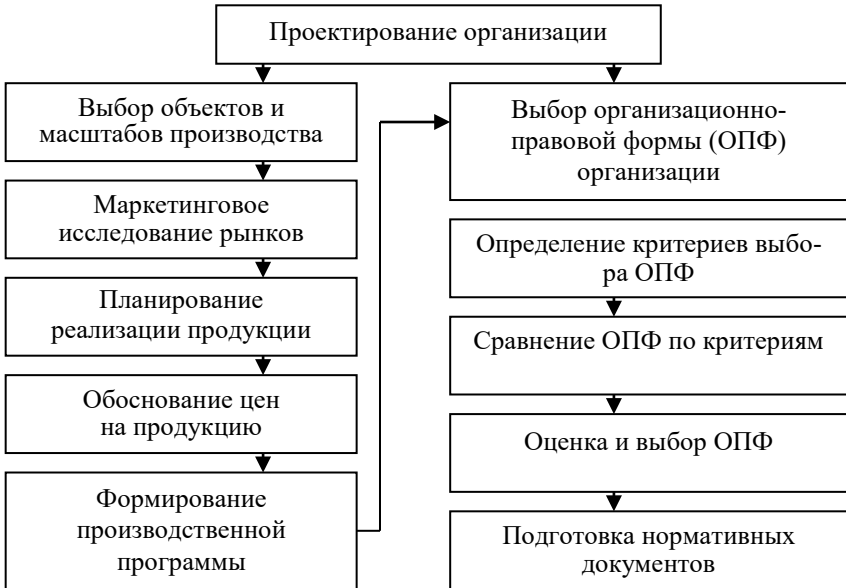 Проектирование организации
Выбор объектов и
масштабов производства
Маркетинговое
исследование рынков
Планирование
реализации продукции
Обоснование цен
на продукцию
Формирование
производственной
программы
Выбор организационно-
правовой формы (ОПФ)
организации
Определение критериев выбо-
ра ОПФ
Сравнение ОПФ по критериям
Оценка и выбор ОПФ
Подготовка нормативных
документов